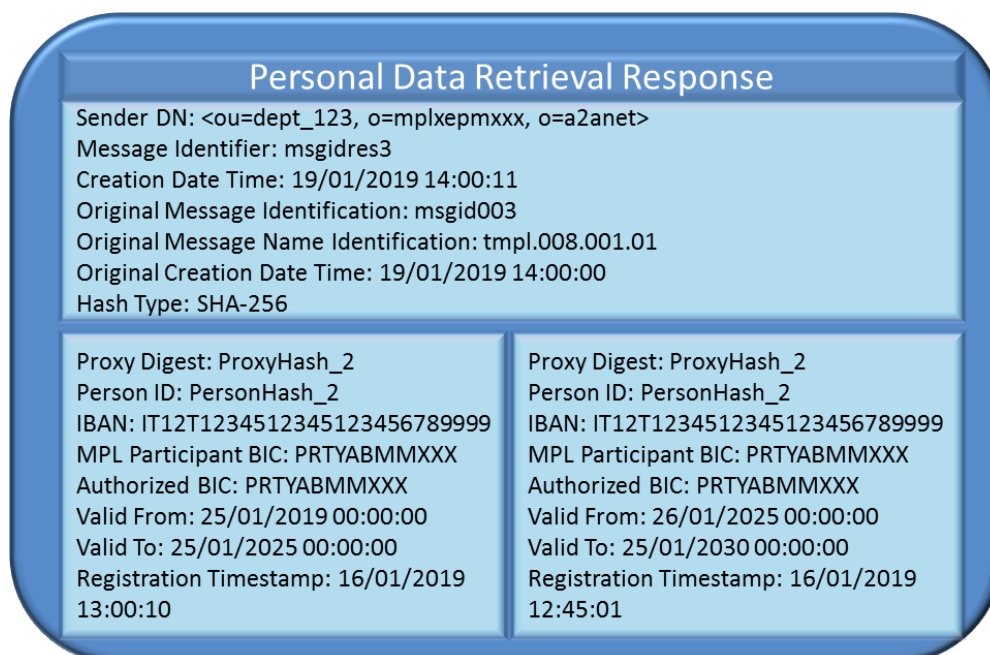 Personal Data Retrieval Response
Sender DN: <ou=dept_123, o=mplxepmxxx, o=a2anet>
Message Identifier: msgidres3
Creation Date Time: 19/01/2019 14:00:11
Original Message Identification: msgid003
Original Message Name Identification: tmpl.008.001.01
Original Creation Date Time: 19/01/2019 14:00:00
Hash Type: SHA-256
Proxy Digest: ProxyHash_2
Person ID: PersonHash_2
IBAN: IT12T1234512345123456789999
MPL Participant BIC: PRTYABMMXXX
Authorized BIC: PRTYABMMXXX
Valid From: 25/01/2019 00:00:00
Valid To: 25/01/2025 00:00:00
Registration Timestamp: 16/01/2019
13:00:10
Proxy Digest: ProxyHash_2
Person ID: PersonHash_2
IBAN: IT12T1234512345123456789999
MPL Participant BIC: PRTYABMMXXX
Authorized BIC: PRTYABMMXXX
Valid From: 26/01/2025 00:00:00
Valid To: 25/01/2030 00:00:00
Registration Timestamp: 16/01/2019
12:45:01